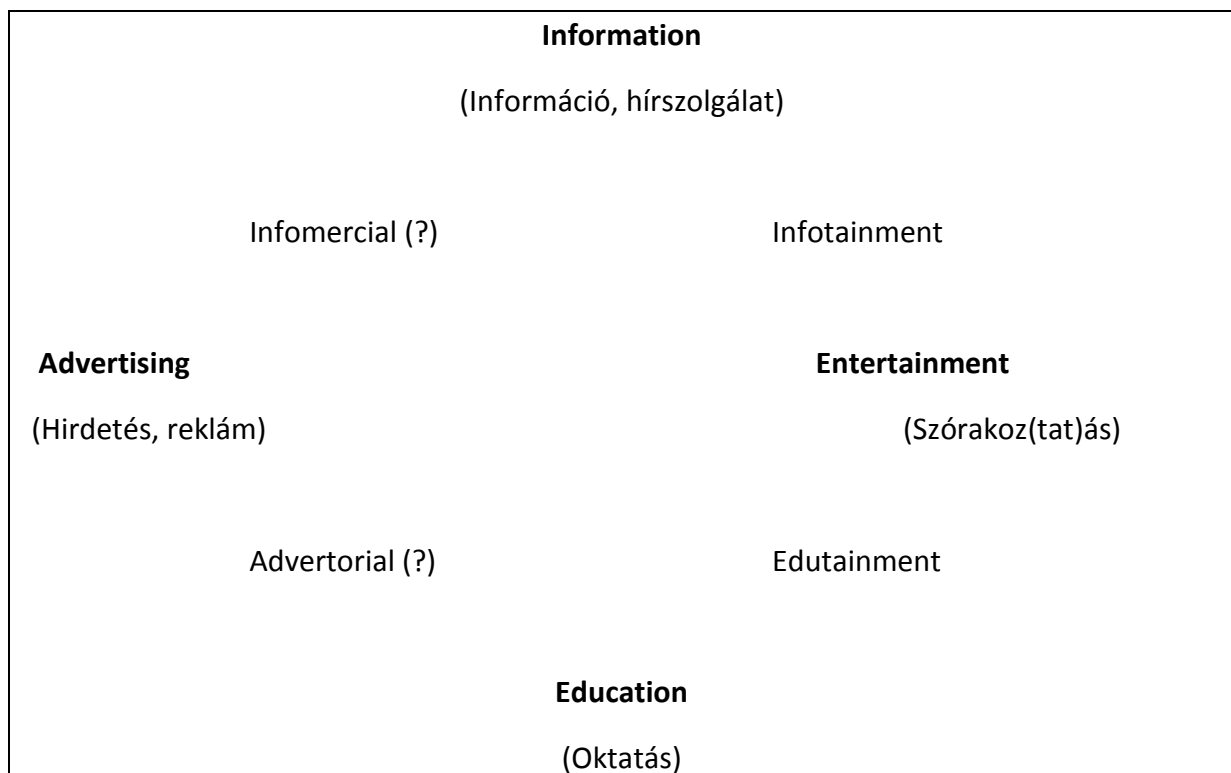 Information
(Információ, hírszolgálat)
Infomercial (?) Infotainment
Advertising Entertainment
(Hirdetés, reklám) (Szórakoz(tat)ás)
Advertorial (?) Edutainment
Education
(Oktatás)